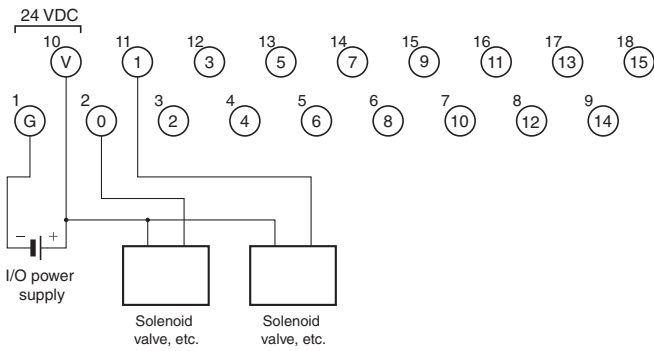 24 VDC
10 11 12 13 14 15 16 17 18
V 1 3 5 7 9 11 13 15
1 2 3 4 5 6 7 8 9
G 0 2 4 6 8 10 12 14
− +
I/O power
supply
Solenoid
valve, etc.
Solenoid
valve, etc.